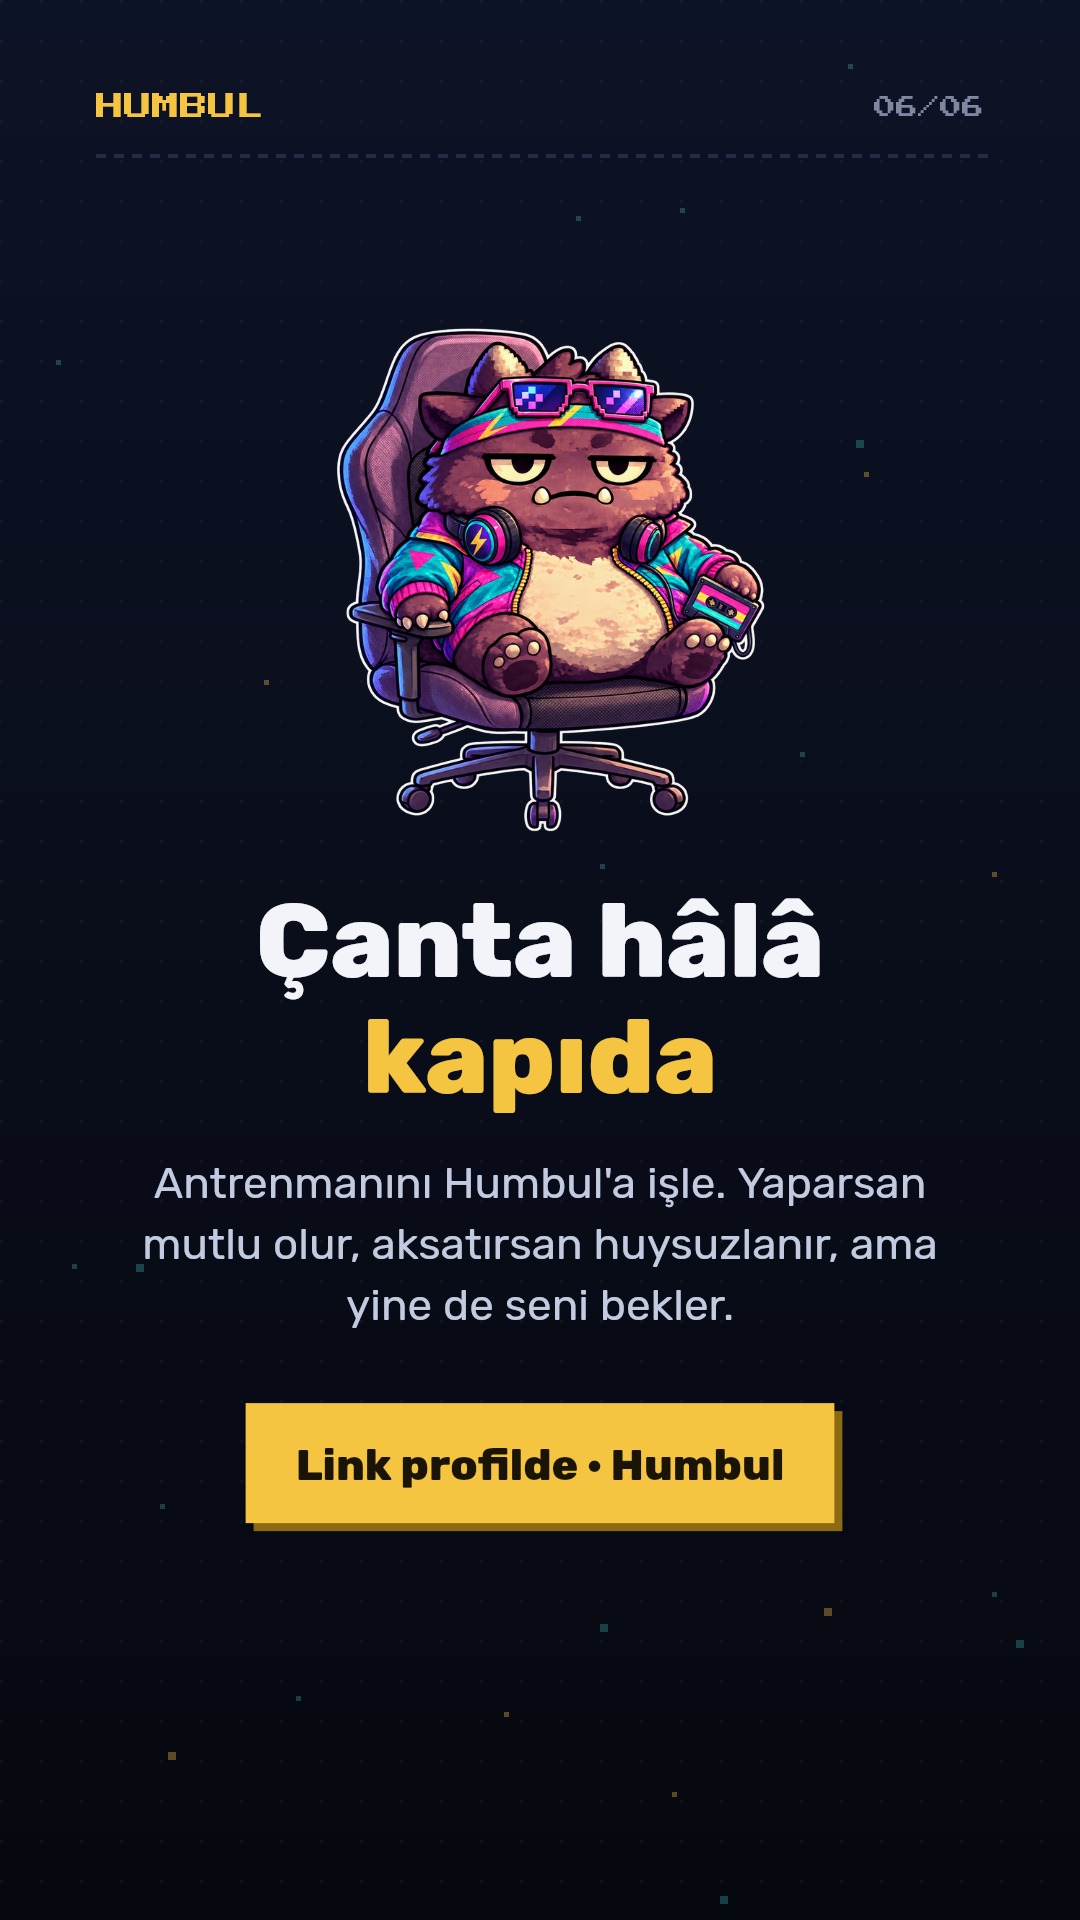 HUMBUL
06/06
Çanta hâlâ
kapıda
Antrenmanını Humbul'a işle. Yaparsan
mutlu olur, aksatırsan huysuzlanır, ama
yine de seni bekler.
Link profilde • Humbul